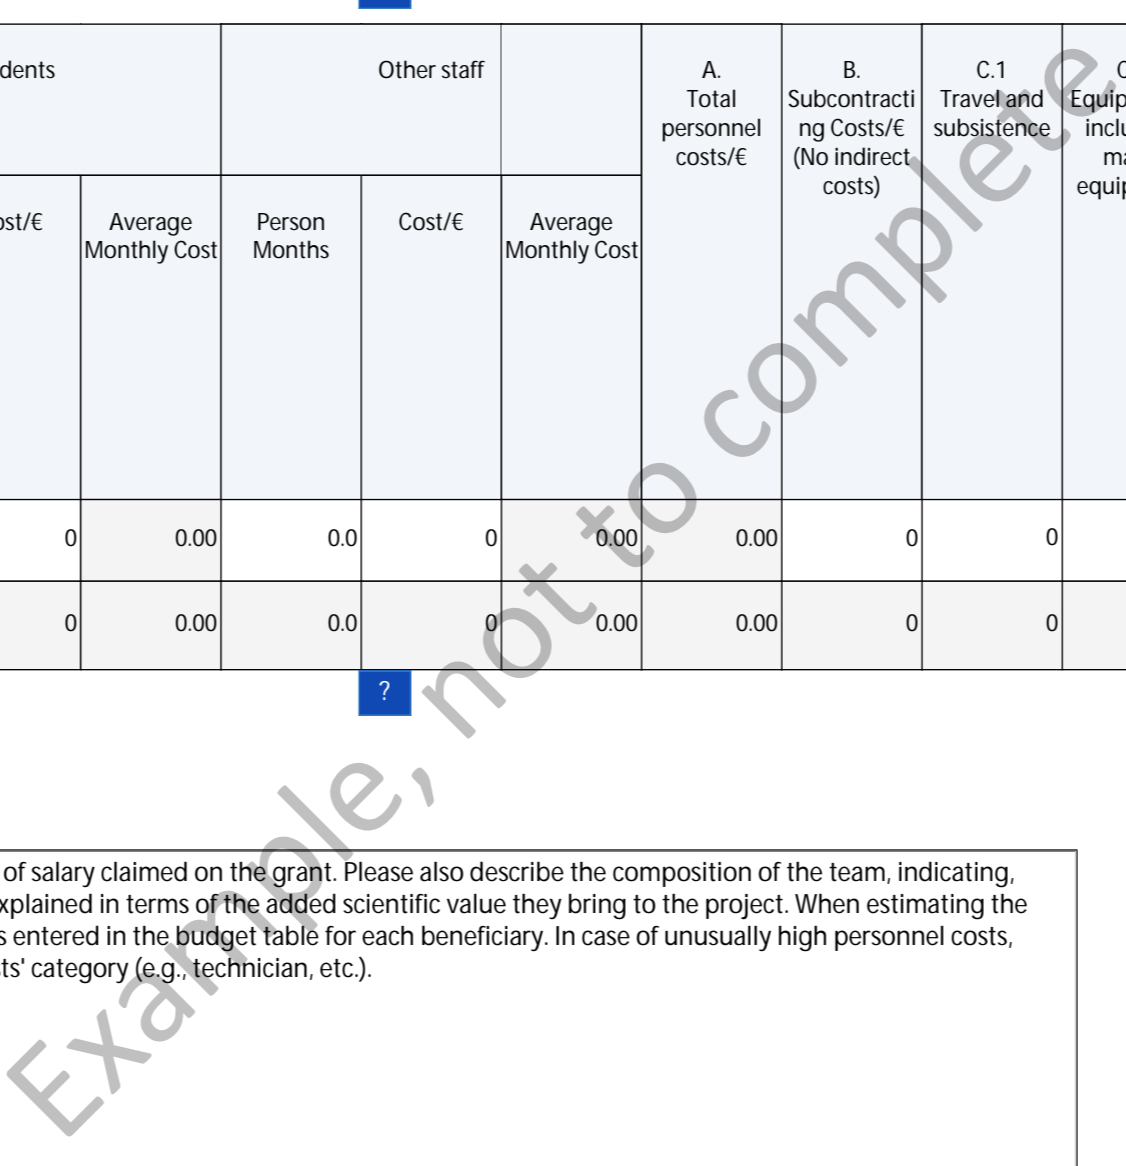 dents
Other staff
A.
Total
personnel
costs/€
B.
Subcontracti
ng Costs/€
(No indirect
costs)
C.1
Travel and
subsistence
Equip
inclu
ma
equip
ost/€
Average
Monthly Cost
Person
Months
Cost/€
Average
Monthly Cost
0 0.00 0.0 0 0.00 0.00 0 0
0 0.00 0.0 0 0.00 0.00 0 0
?
of salary claimed on the grant. Please also describe the composition of the team, indicating,
xplained in terms of the added scientific value they bring to the project. When estimating the
s entered in the budget table for each beneficiary. In case of unusually high personnel costs,
ts' category (e.g., technician, etc.).
Example, not to complete